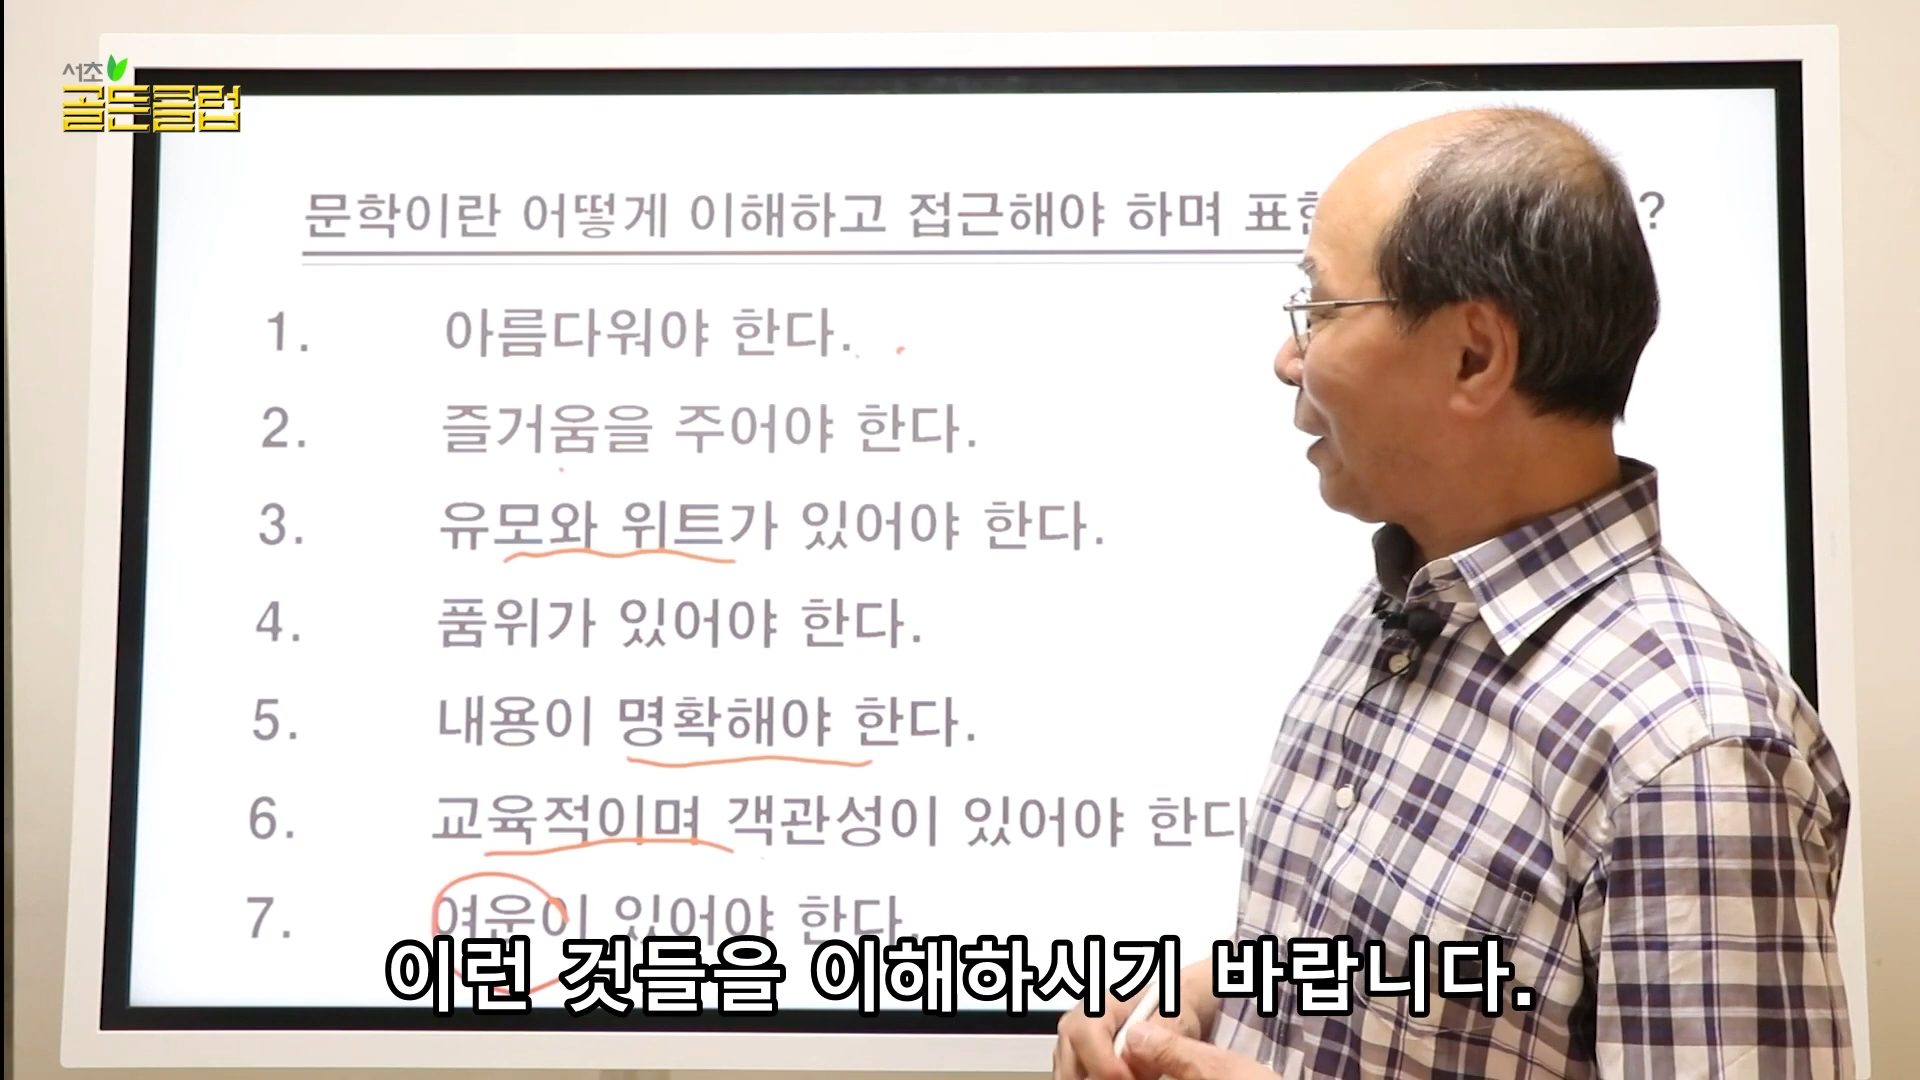 서초
골든클럽
문학이란 어떻게 이해하고 접근해야 하며 ?
1. 아름다워야 한다.
2. 즐거움을 주어야 한다.
3. 유모와 위트가 있어야 한다.
4. 품위가 있어야 한다.
5. 내용이 명확해야 한다.
6. 교육적이며 객관성이 있어야 한다
7. 여운이 있어야 한다.
이런 것들을 이해하시기 바랍니다.